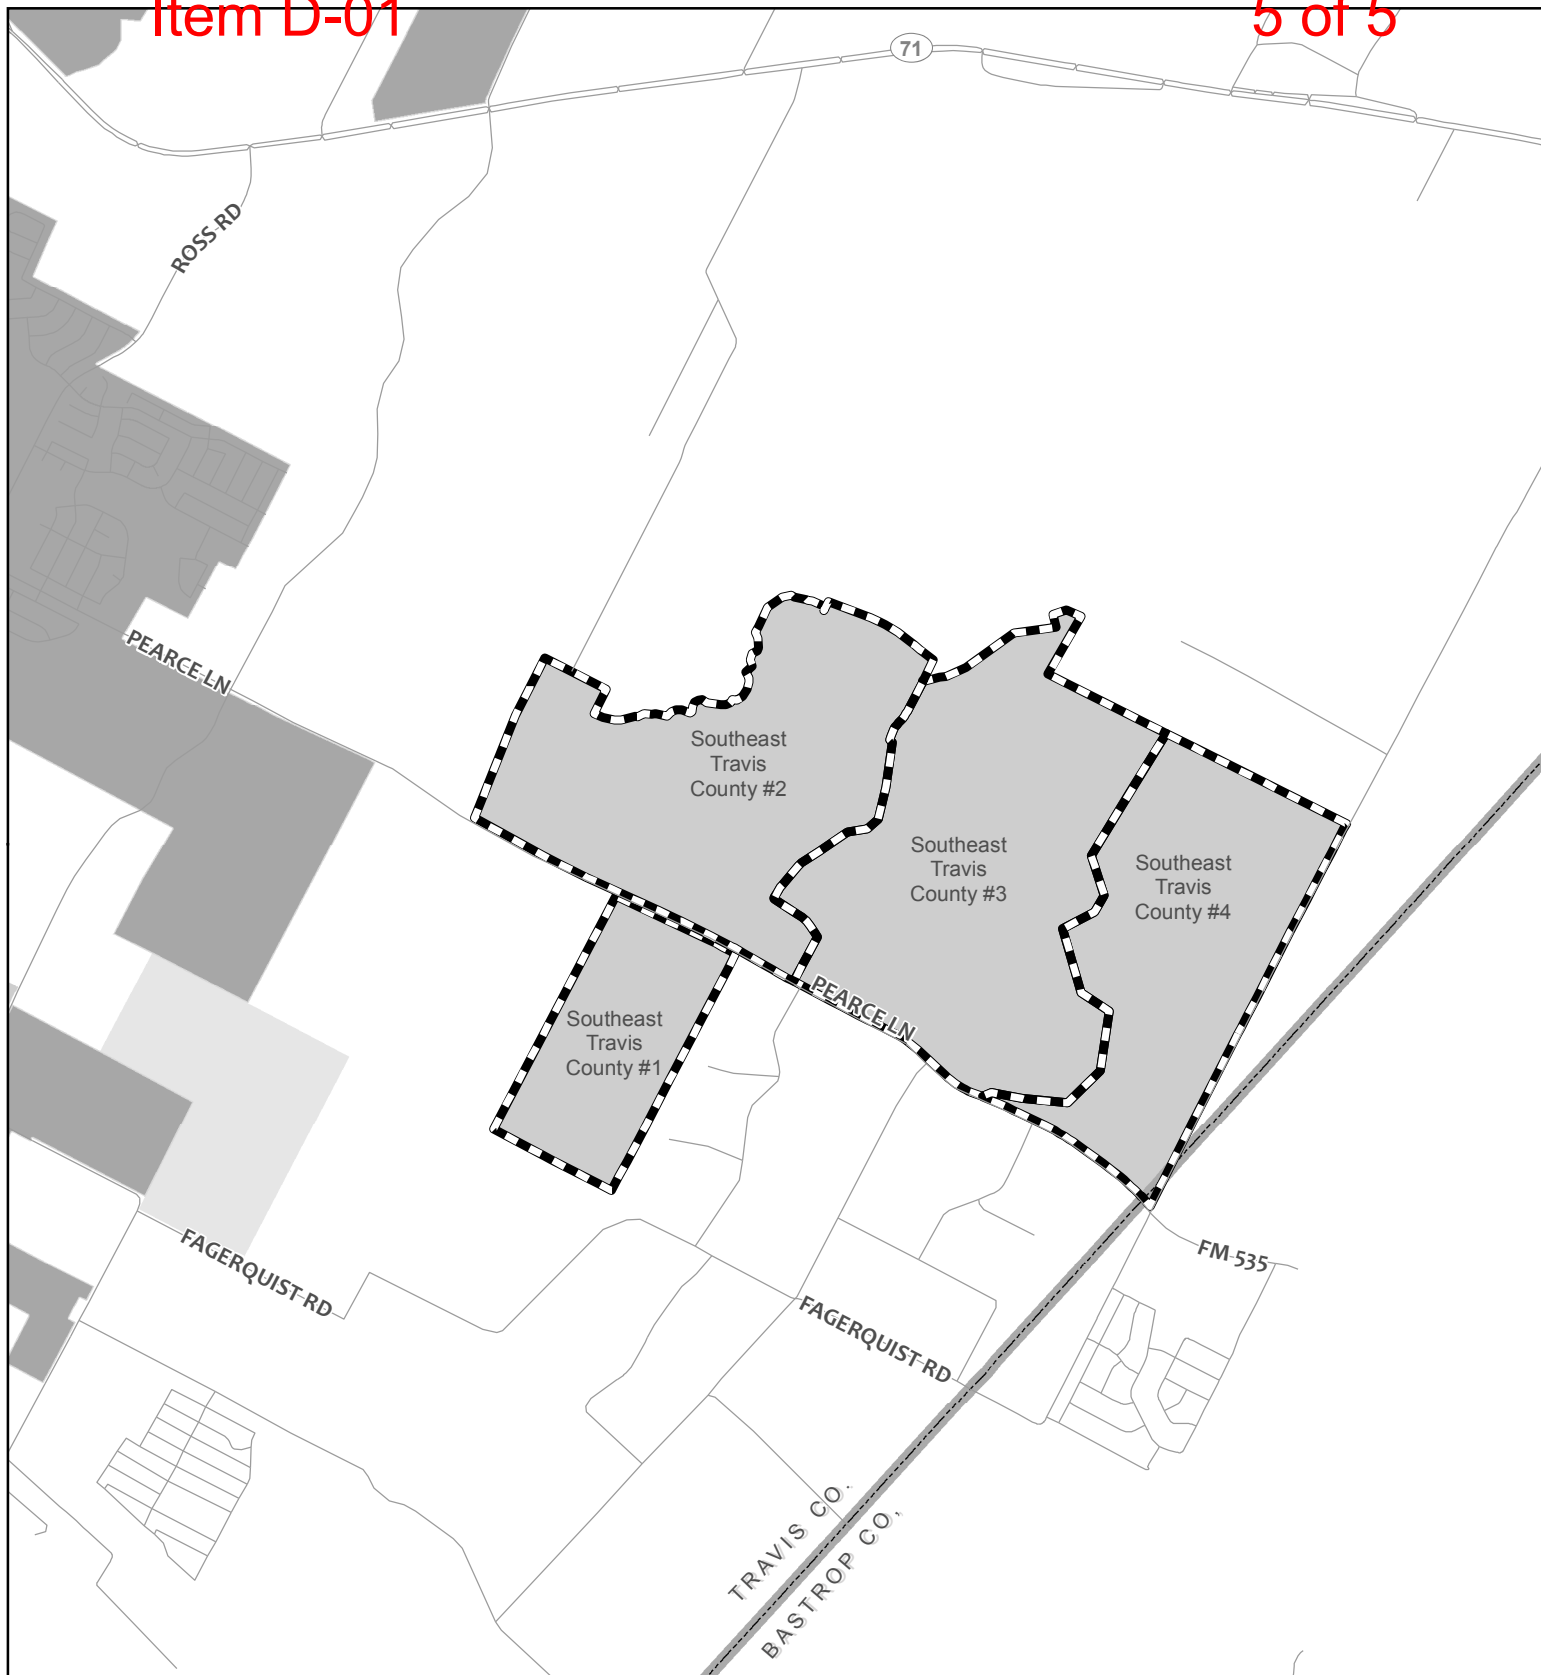 Item D-01
5 of 5
71
ROSS RD
PEARCE LN
Southeast
Travis
County #2
Southeast
Travis
County #3
Southeast
Travis
County #4
PEARCE LN
Southeast
Travis
County #1
FAGERQUIST RD
FM 535
FAGERQUIST RD
TRAVIS CO.
BASTROP CO.